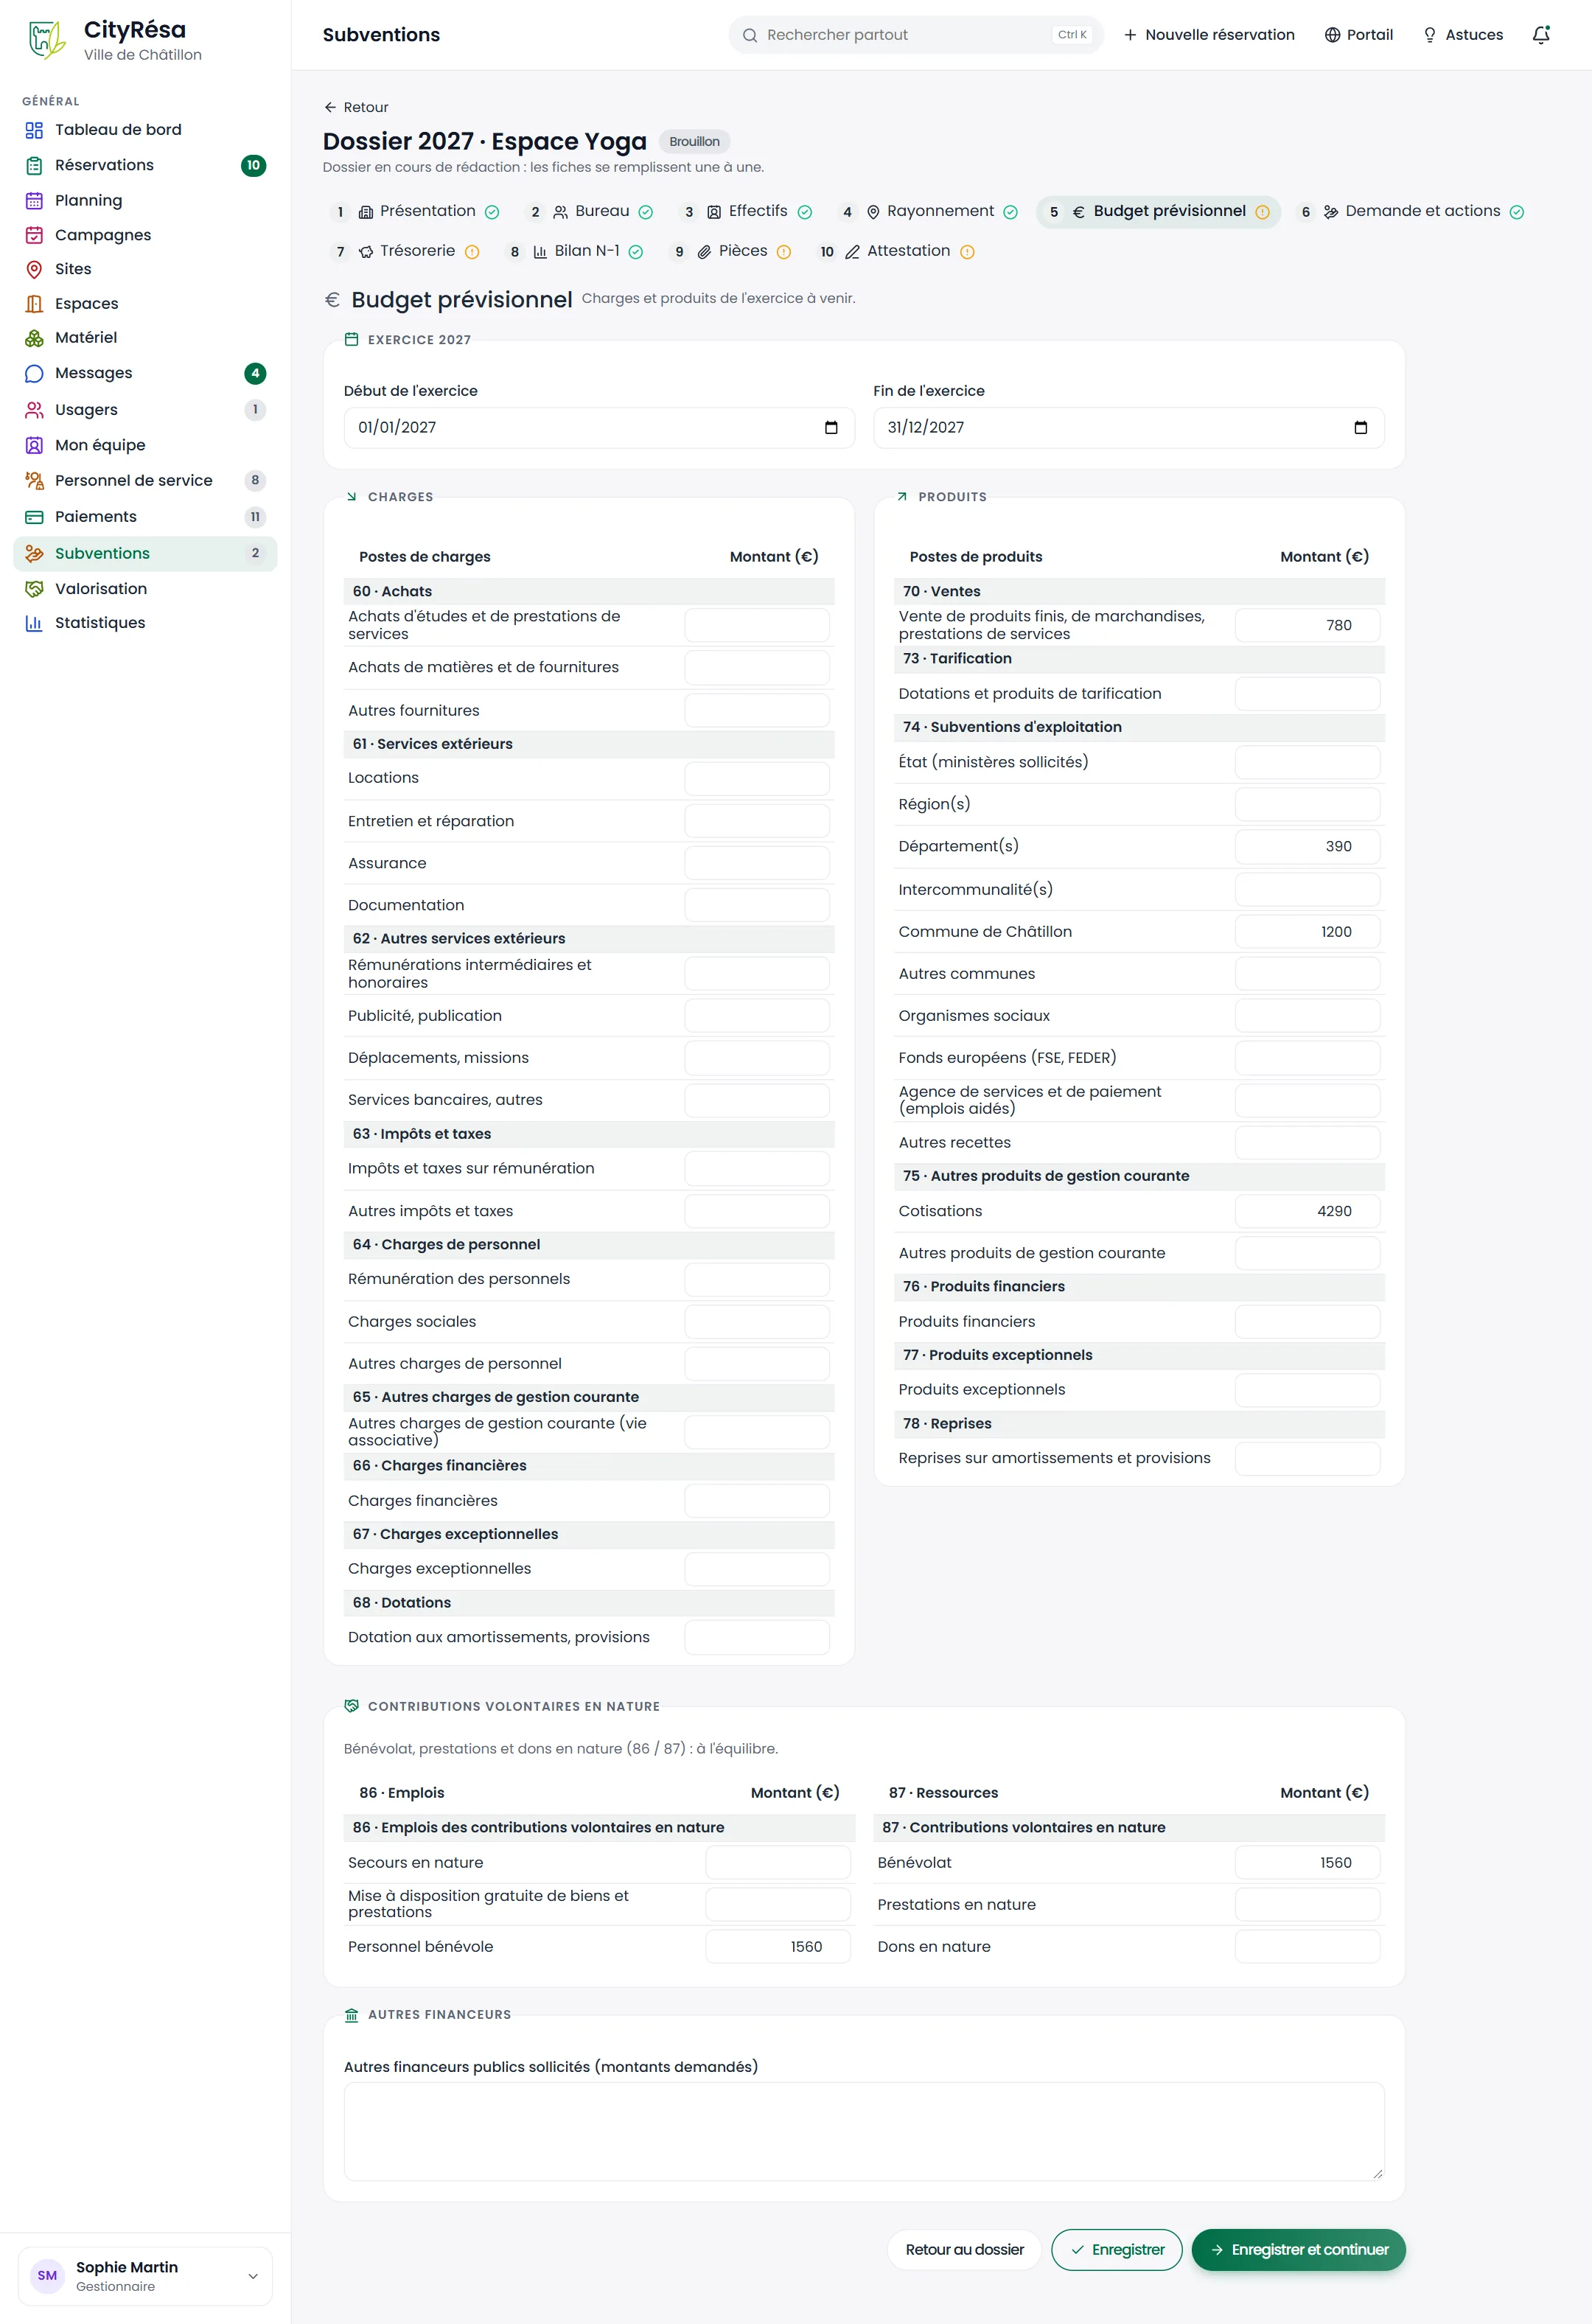 CityRésa
Ville de Châtillon
GÉNÉRAL
Tableau de bord
Réservations 10
Planning
Campagnes
Sites
Espaces
Matériel
Messages 4
Usagers 1
Mon équipe
Personnel de service 8
Paiements 11
Subventions 2
Valorisation
Statistiques
SM Sophie Martin
Gestionnaire
Subventions
Rechercher partout Ctrl K
Nouvelle réservation
Portail
Astuces
Retour
Dossier 2027 · Espace Yoga Brouillon
Dossier en cours de rédaction : les fiches se remplissent une à une.
1 Présentation 2 Bureau 3 Effectifs 4 Rayonnement 5 Budget prévisionnel 6 Demande et actions
7 Trésorerie 8 Bilan N-1 9 Pièces 10 Attestation
Budget prévisionnel Charges et produits de l'exercice à venir.
EXERCICE 2027
Début de l'exercice Fin de l'exercice
01/01/2027 31/12/2027
CHARGES
Postes de charges Montant (€)
60 · Achats
Achats d'études et de prestations de
services
Achats de matières et de fournitures
Autres fournitures
61 · Services extérieurs
Locations
Entretien et réparation
Assurance
Documentation
62 · Autres services extérieurs
Rémunérations intermédiaires et
honoraires
Publicité, publication
Déplacements, missions
Services bancaires, autres
63 · Impôts et taxes
Impôts et taxes sur rémunération
Autres impôts et taxes
64 · Charges de personnel
Rémunération des personnels
Charges sociales
Autres charges de personnel
65 · Autres charges de gestion courante
Autres charges de gestion courante (vie
associative)
66 · Charges financières
Charges financières
67 · Charges exceptionnelles
Charges exceptionnelles
68 · Dotations
Dotation aux amortissements, provisions
PRODUITS
Postes de produits Montant (€)
70 · Ventes
Vente de produits finis, de marchandises,
prestations de services 780
73 · Tarification
Dotations et produits de tarification
74 · Subventions d'exploitation
État (ministères sollicités)
Région(s)
Département(s) 390
Intercommunalité(s)
Commune de Châtillon 1200
Autres communes
Organismes sociaux
Fonds européens (FSE, FEDER)
Agence de services et de paiement
(emplois aidés)
Autres recettes
75 · Autres produits de gestion courante
Cotisations 4290
Autres produits de gestion courante
76 · Produits financiers
Produits financiers
77 · Produits exceptionnels
Produits exceptionnels
78 · Reprises
Reprises sur amortissements et provisions
CONTRIBUTIONS VOLONTAIRES EN NATURE
Bénévolat, prestations et dons en nature (86 / 87) : à l'équilibre.
86 · Emplois Montant (€)
86 · Emplois des contributions volontaires en nature
Secours en nature
Mise à disposition gratuite de biens et
prestations
Personnel bénévole 1560
87 · Ressources Montant (€)
87 · Contributions volontaires en nature
Bénévolat 1560
Prestations en nature
Dons en nature
AUTRES FINANCEURS
Autres financeurs publics sollicités (montants demandés)
Retour au dossier Enregistrer Enregistrer et continuer